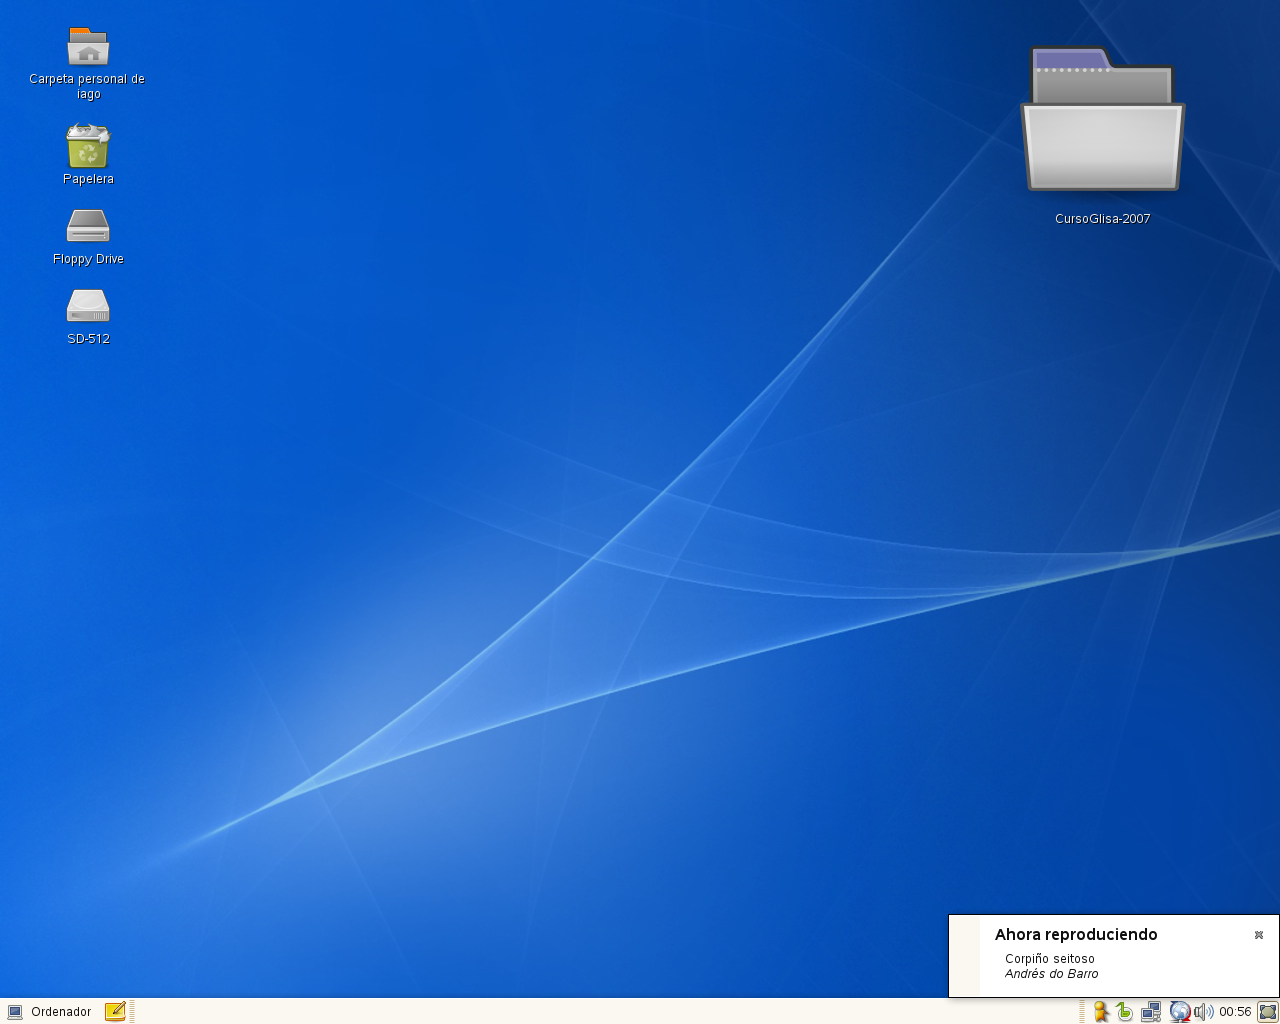 Carpeta personal de
iago
Papelera
Floppy Drive
SD-512
CursoGlisa-2007
Ahora reproduciendo
Corpiño seitoso
Andrés do Barro
Ordenador
00:56